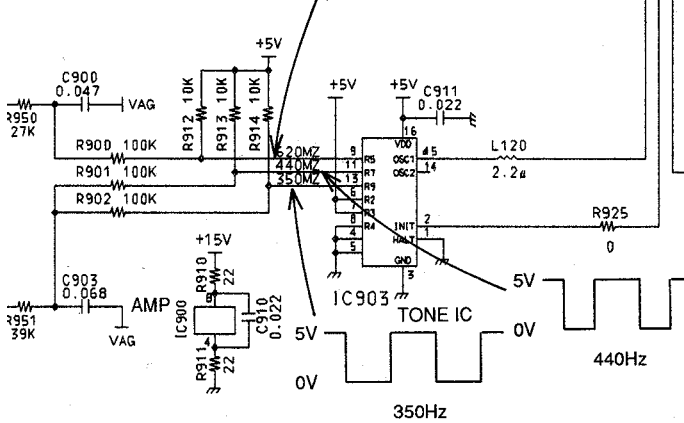 +5V
+5V
+5V
C900
0.047
VAG
R950
27K
R912 10K
R913 10K
R914 10K
C911
0.022
16
VDD
R900 100K
R901 100K
R902 100K
620MZ
440MZ
350MZ
9
11
13
6
7
8
4
5
R5
R7
R9
R2
R3
R4
OSC1
OSC2
INIT
HALT
GND
15
14
2
1
3
L120
2.2u
R925
0
IC903
TONE IC
+15V
R910
22
8
IC900
4
C910
0.022
R911
22
C903
0.068
AMP
VAG
R951
39K
5V
0V
350Hz
5V
0V
440Hz